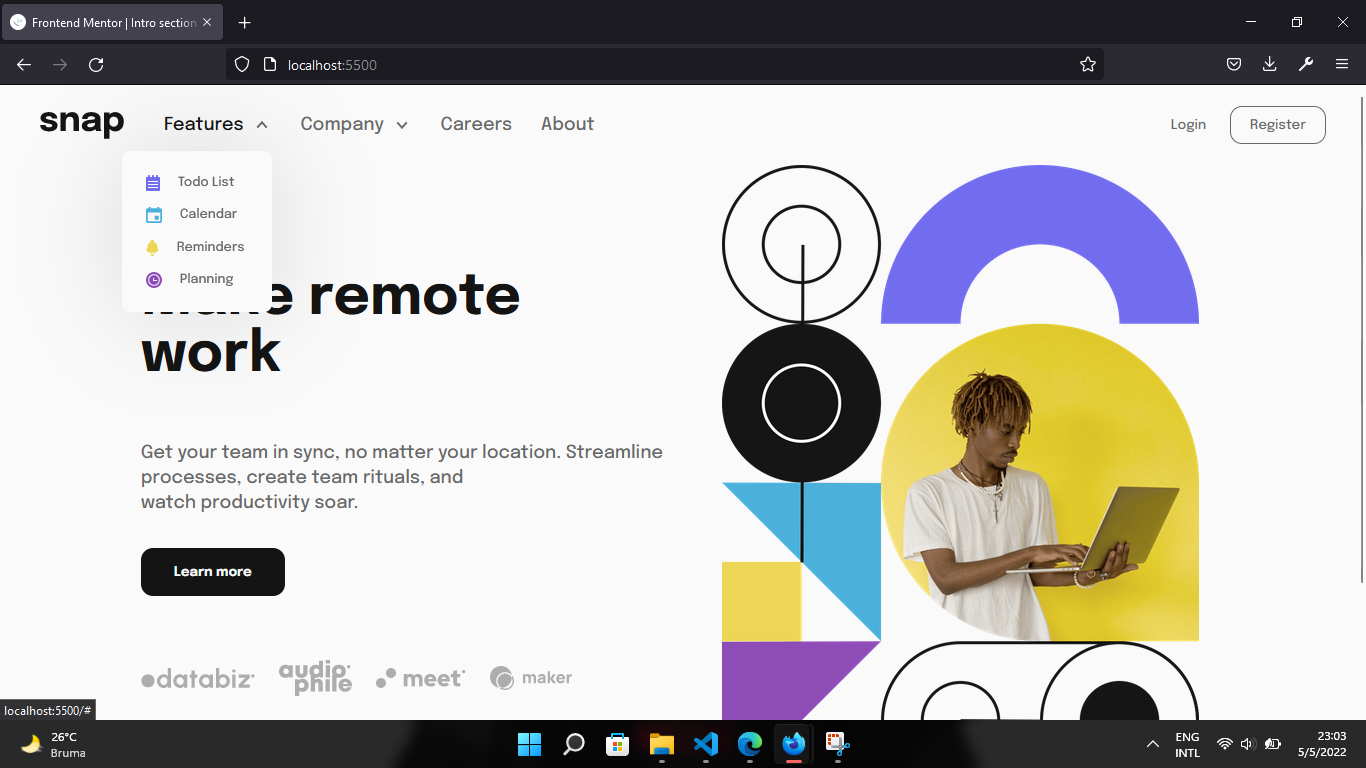 Frontend Mentor | Intro section
localhost:5500
snap
Features
Company
Careers
About
Login
Register
Todo List
Calendar
Reminders
Planning
Make remote
work
Get your team in sync, no matter your location. Streamline
processes, create team rituals, and
watch productivity soar.
Learn more
databiz
audiophile
meet
maker
localhost:5500/#
26°C
Bruma
ENG
INTL
23:03
5/5/2022